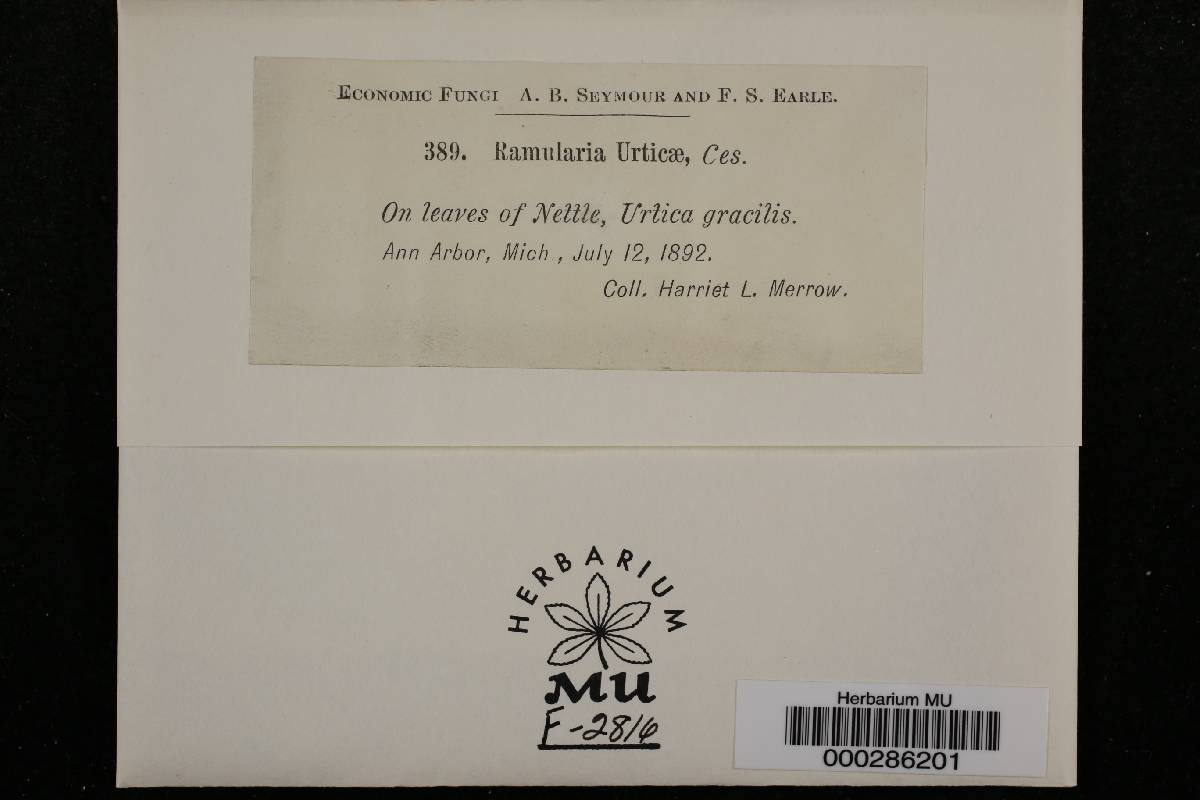 ECONOMIC FUNGI A. B. SEYMOUR AND F. S. EARLE.
389. Ramularia Urticæ, Ces.
On leaves of Nettle, Urtica gracilis.
Ann Arbor, Mich., July 12, 1892.
Coll. Harriet L. Merrow.
HERBARIUM
MU
F-2816
Herbarium MU
000286201